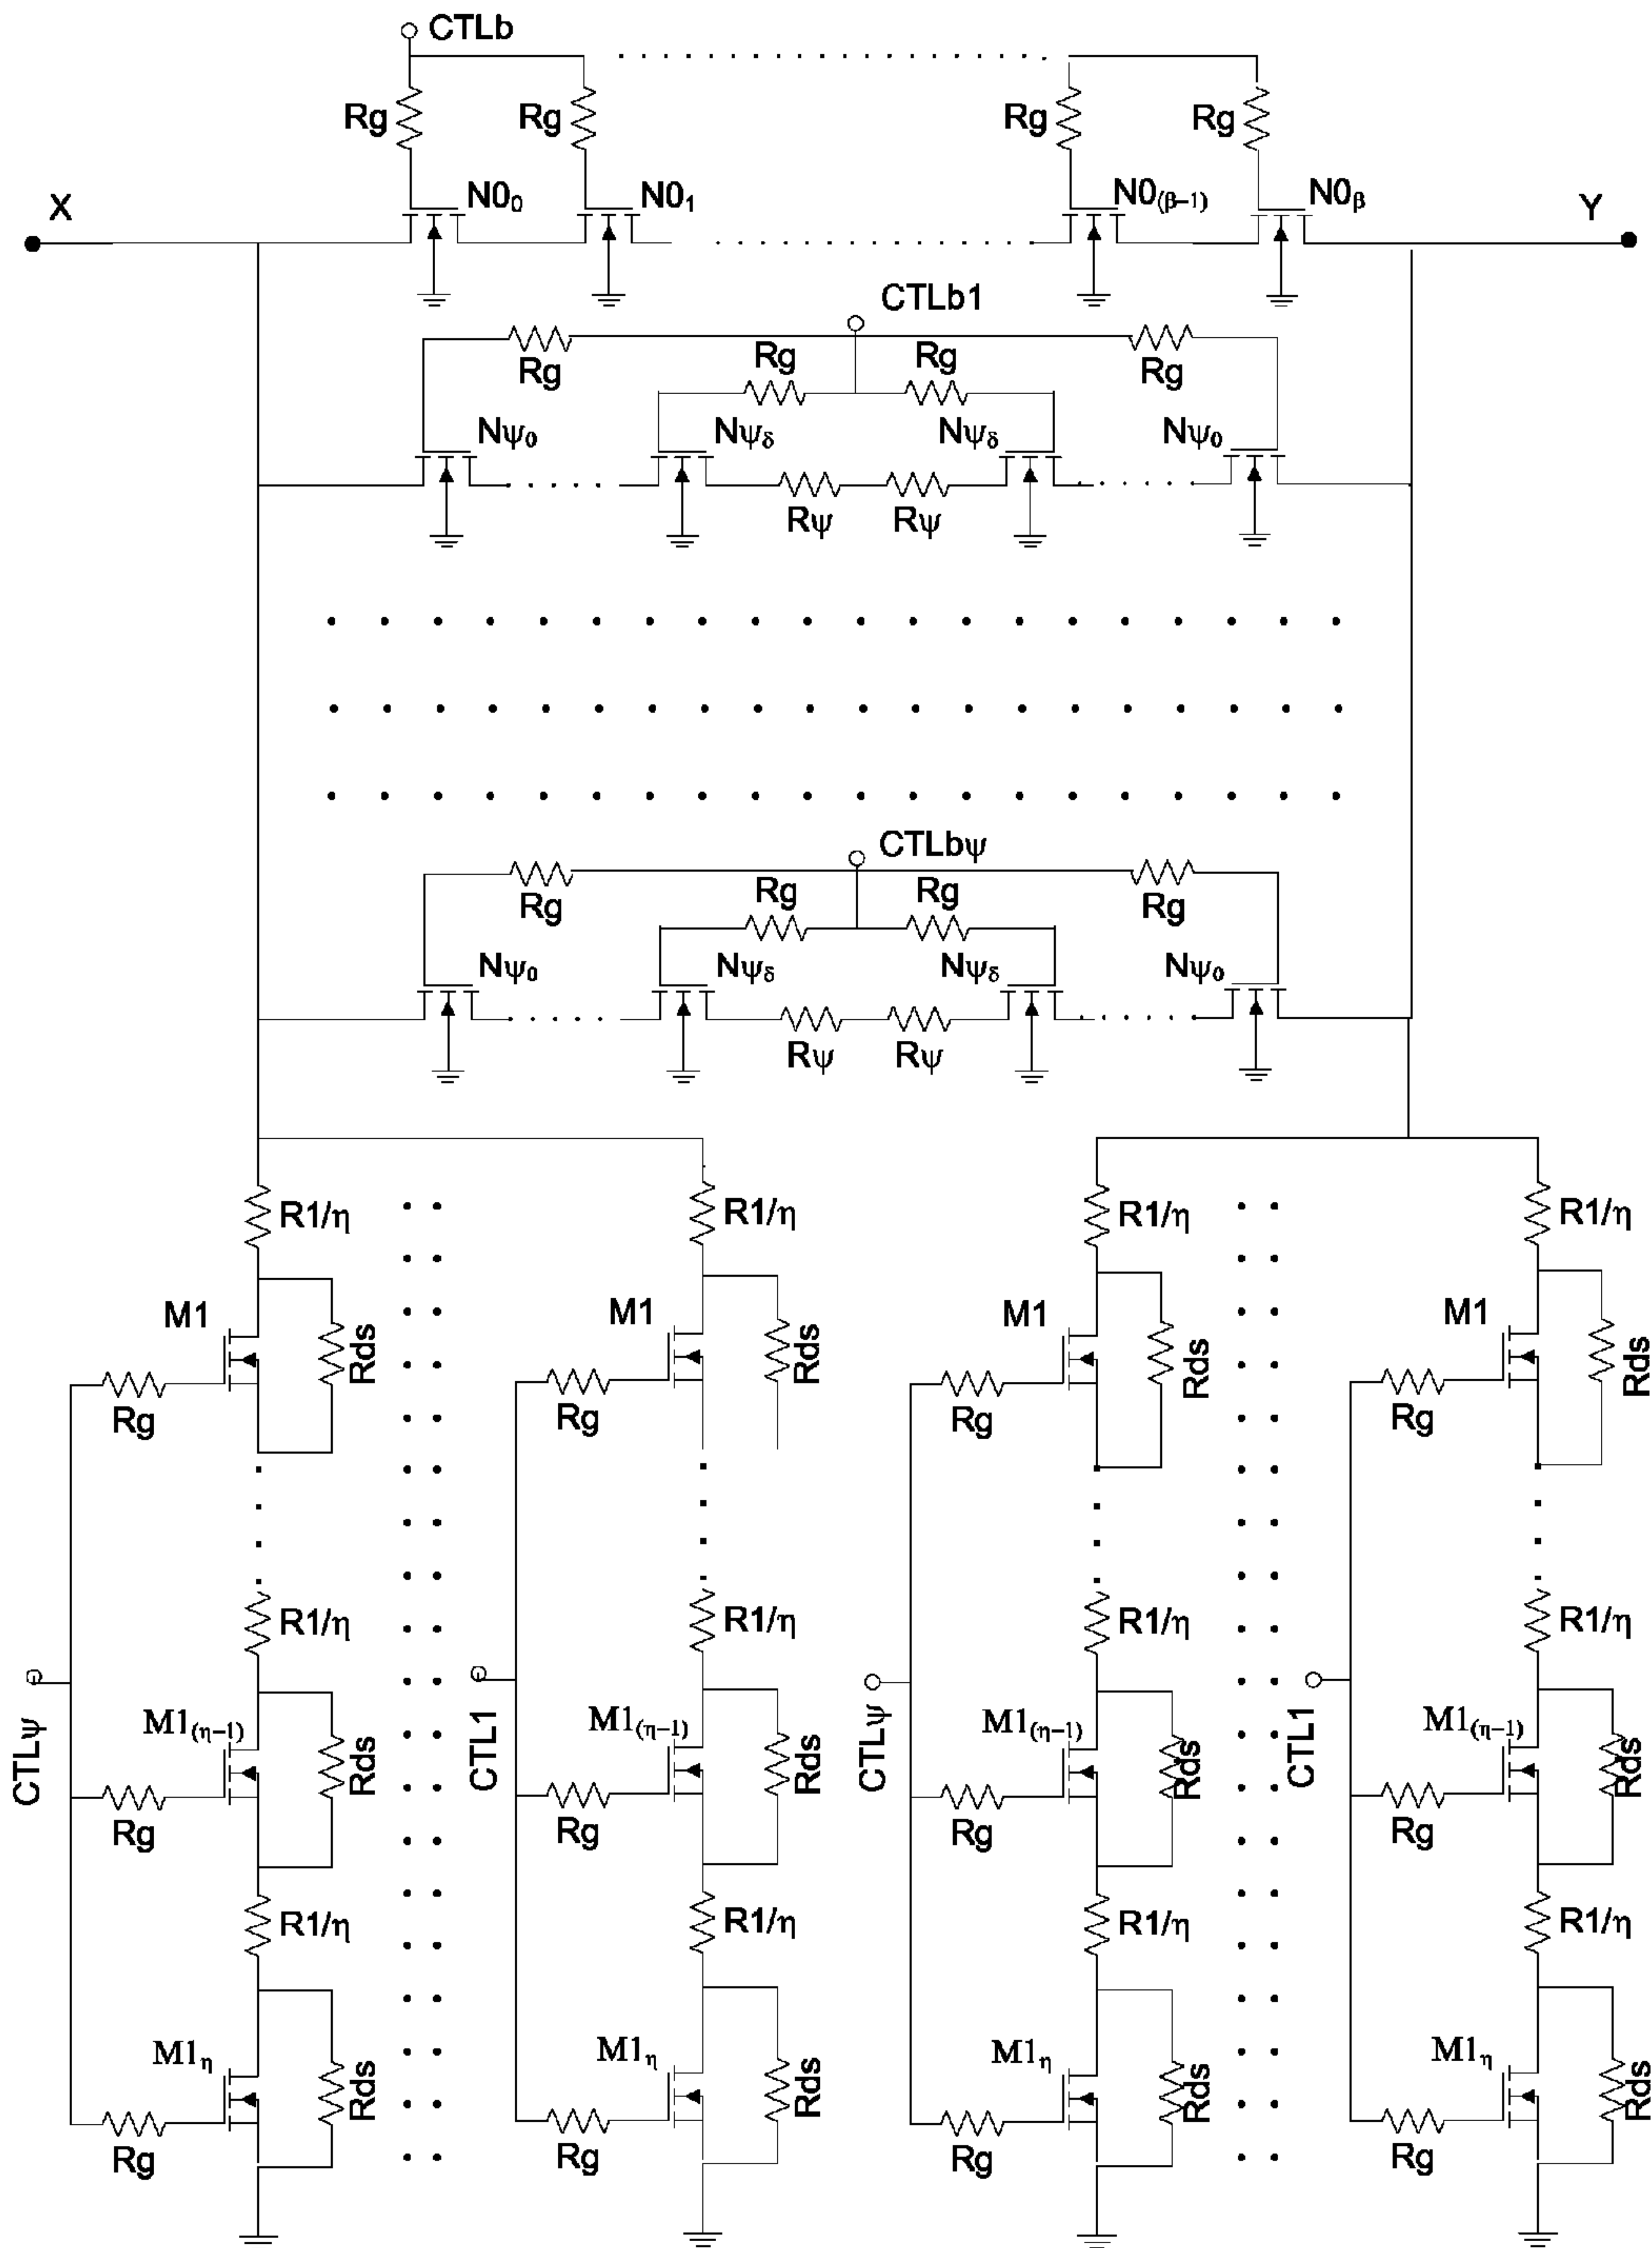 CTLb
Rg Rg Rg Rg
X N0₀ N0₁ N0₍β₋₁₎ N0β Y
CTLb1
Rg Rg Rg Rg
Nψ₀ Nψδ Nψδ Nψ₀
Rψ Rψ
CTLbψ
Rg Rg Rg Rg
Nψ₀ Nψδ Nψδ Nψ₀
Rψ Rψ
R1/η R1/η R1/η R1/η
M1 Rds M1 Rds M1 Rds M1 Rds
Rg Rg Rg Rg
R1/η R1/η R1/η R1/η
CTLψ CTL1 CTLψ CTL1
M1(η−1) Rds M1(η−1) Rds M1(η−1) Rds M1(η−1) Rds
Rg Rg Rg Rg
R1/η R1/η R1/η R1/η
M1η Rds M1η Rds M1η Rds M1η Rds
Rg Rg Rg Rg